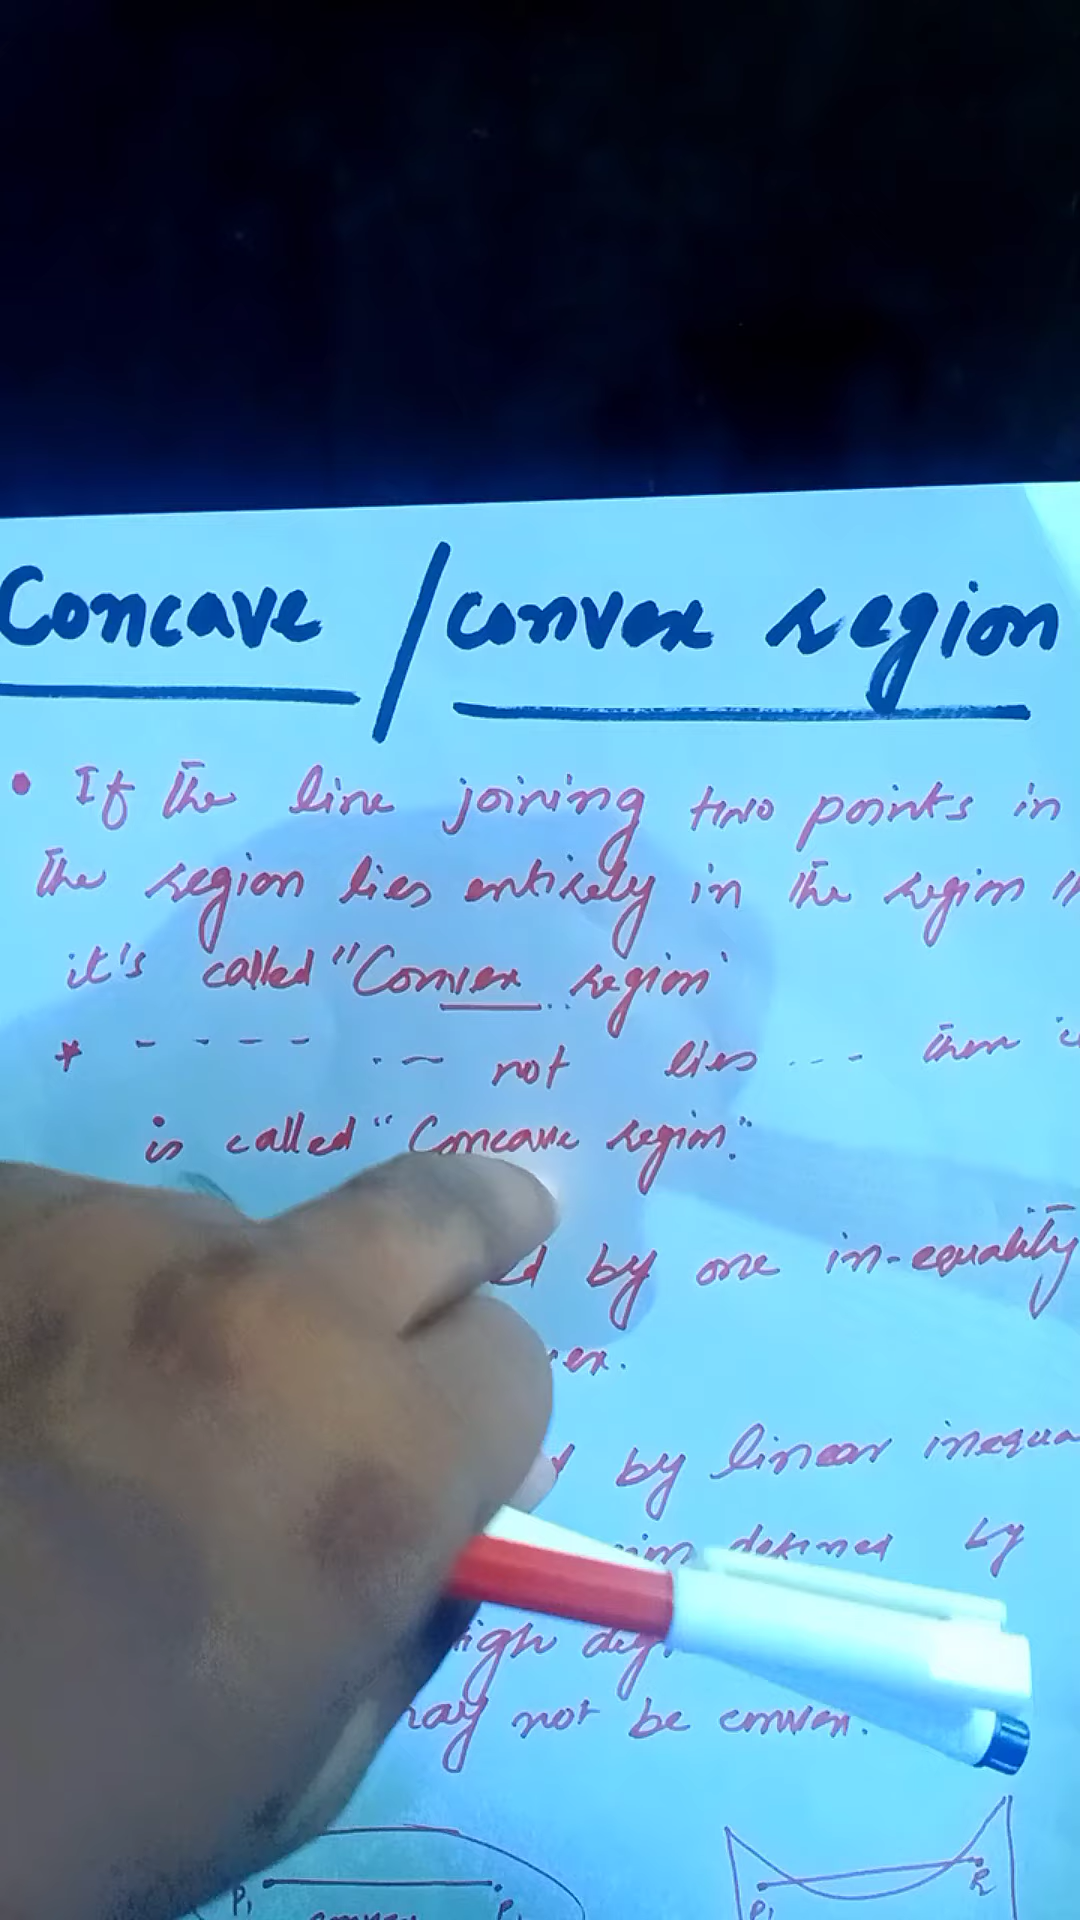 Concave / convex region
• If the line joining two points in
the region lies entirely in the region
it's called "Convex region"
* - - - - - - - not lies - - - then
is called "Concave region."
by one in-equality
by linear
defined by
may not be convex.
P1
P1 R